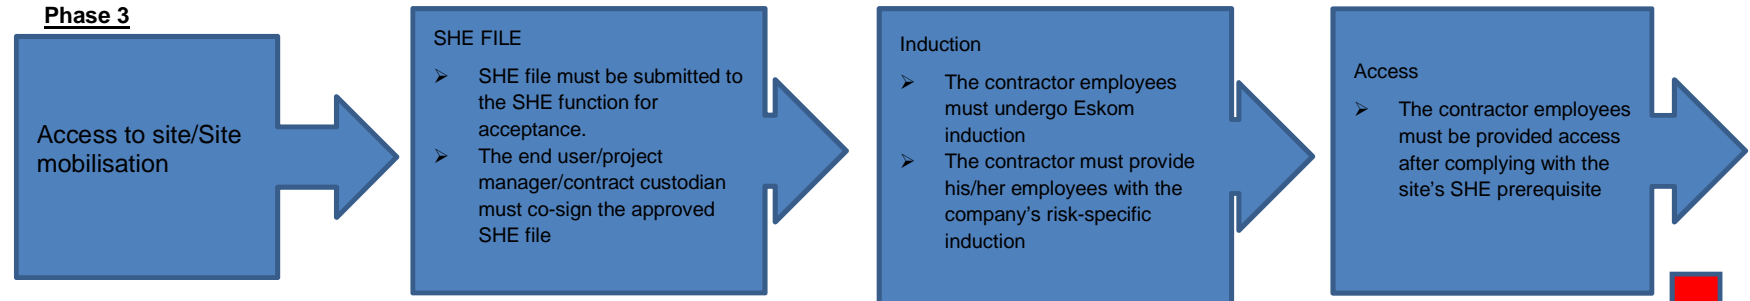 Phase 3
Access to site/Site
mobilisation
SHE FILE
➢ SHE file must be submitted to
the SHE function for
acceptance.
➢ The end user/project
manager/contract custodian
must co-sign the approved
SHE file
Induction
➢ The contractor employees
must undergo Eskom
induction
➢ The contractor must provide
his/her employees with the
company's risk-specific
induction
Access
➢ The contractor employees
must be provided access
after complying with the
site's SHE prerequisite